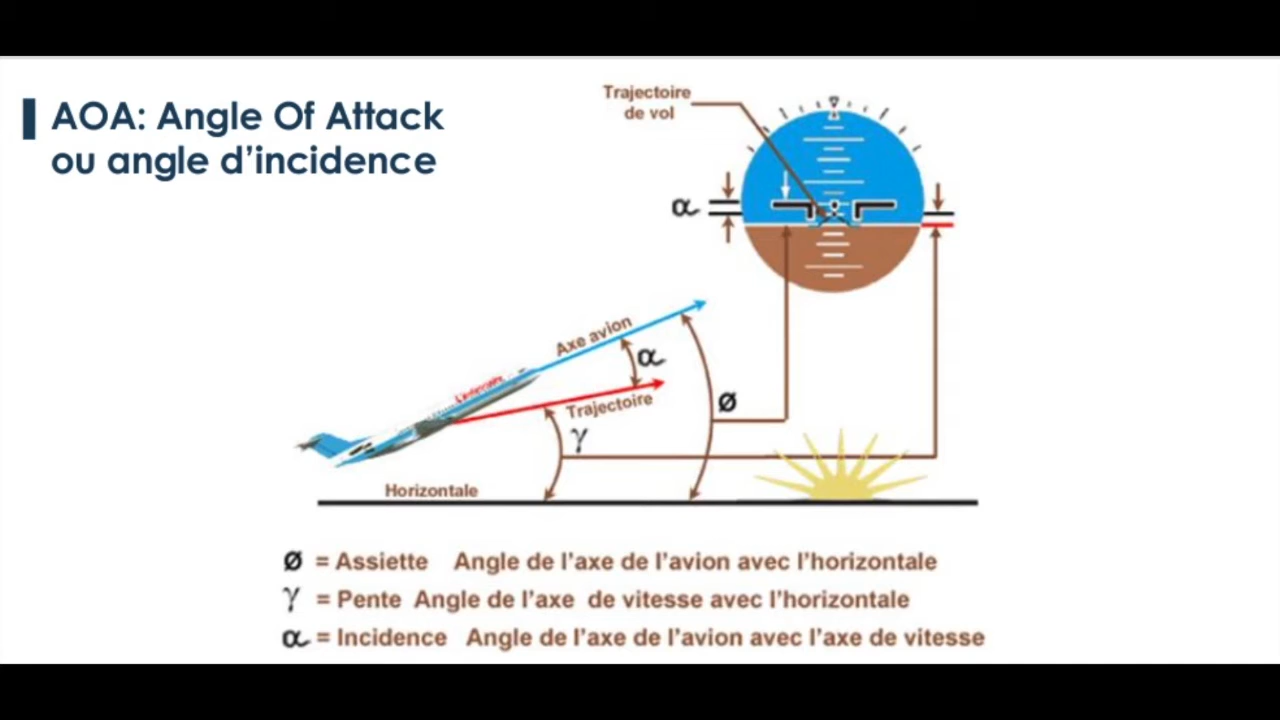 AOA: Angle Of Attack
ou angle d'incidence
Trajectoire
de vol
α
Axe avion
α
Trajectoire
Ø
γ
Horizontale
Ø = Assiette Angle de l'axe de l'avion avec l'horizontale
γ = Pente Angle de l'axe de vitesse avec l'horizontale
α = Incidence Angle de l'axe de l'avion avec l'axe de vitesse